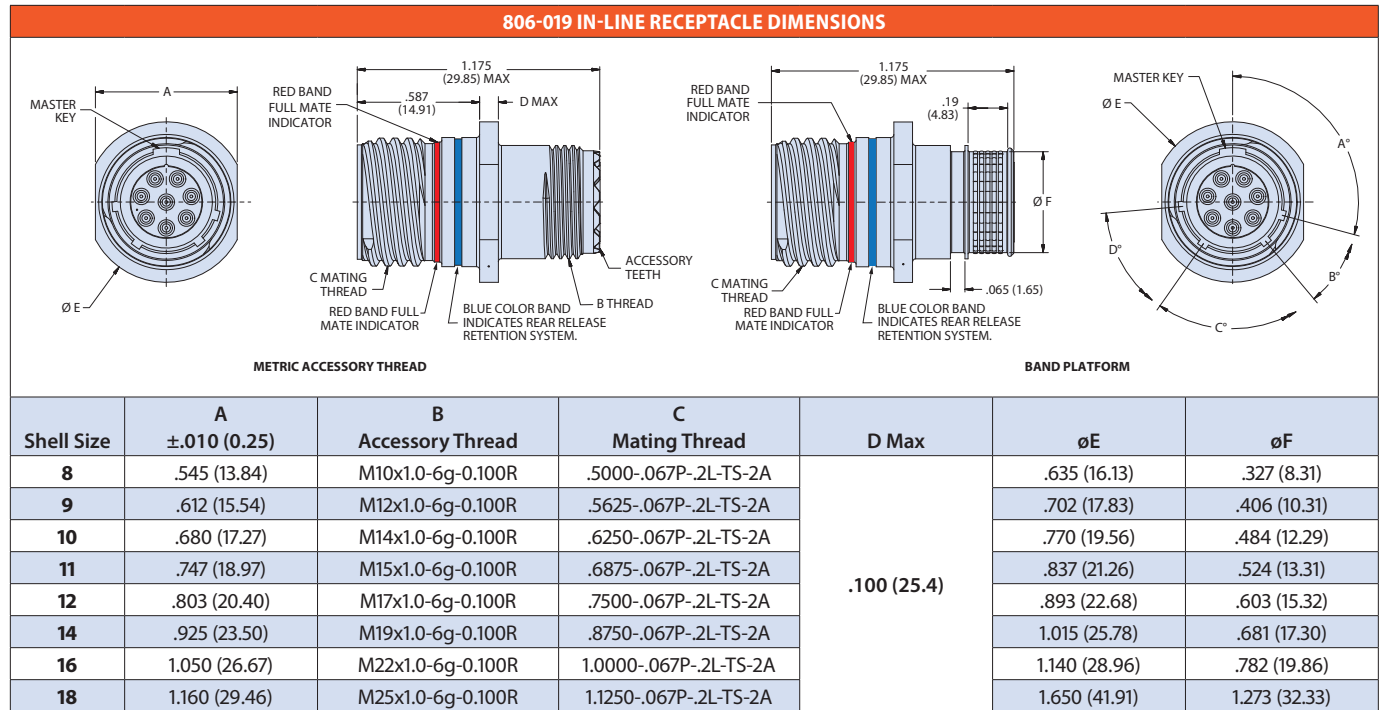 806-019 IN-LINE RECEPTACLE DIMENSIONS
A
MASTER
KEY
Ø E
1.175
(29.85) MAX
RED BAND
FULL MATE
INDICATOR
.587
(14.91)
D MAX
C MATING
THREAD
RED BAND FULL
MATE INDICATOR
BLUE COLOR BAND
INDICATES REAR RELEASE
RETENTION SYSTEM.
B THREAD
ACCESSORY
TEETH
METRIC ACCESSORY THREAD
1.175
(29.85) MAX
RED BAND
FULL MATE
INDICATOR
.19
(4.83)
Ø F
.065 (1.65)
C MATING
THREAD
RED BAND FULL
MATE INDICATOR
BLUE COLOR BAND
INDICATES REAR RELEASE
RETENTION SYSTEM.
BAND PLATFORM
MASTER KEY
Ø E
A°
B°
C°
D°
Shell Size A ±.010 (0.25) B Accessory Thread C Mating Thread D Max øE øF
8 .545 (13.84) M10x1.0-6g-0.100R .5000-.067P-.2L-TS-2A .100 (25.4) .635 (16.13) .327 (8.31)
9 .612 (15.54) M12x1.0-6g-0.100R .5625-.067P-.2L-TS-2A .702 (17.83) .406 (10.31)
10 .680 (17.27) M14x1.0-6g-0.100R .6250-.067P-.2L-TS-2A .770 (19.56) .484 (12.29)
11 .747 (18.97) M15x1.0-6g-0.100R .6875-.067P-.2L-TS-2A .837 (21.26) .524 (13.31)
12 .803 (20.40) M17x1.0-6g-0.100R .7500-.067P-.2L-TS-2A .893 (22.68) .603 (15.32)
14 .925 (23.50) M19x1.0-6g-0.100R .8750-.067P-.2L-TS-2A 1.015 (25.78) .681 (17.30)
16 1.050 (26.67) M22x1.0-6g-0.100R 1.0000-.067P-.2L-TS-2A 1.140 (28.96) .782 (19.86)
18 1.160 (29.46) M25x1.0-6g-0.100R 1.1250-.067P-.2L-TS-2A 1.650 (41.91) 1.273 (32.33)